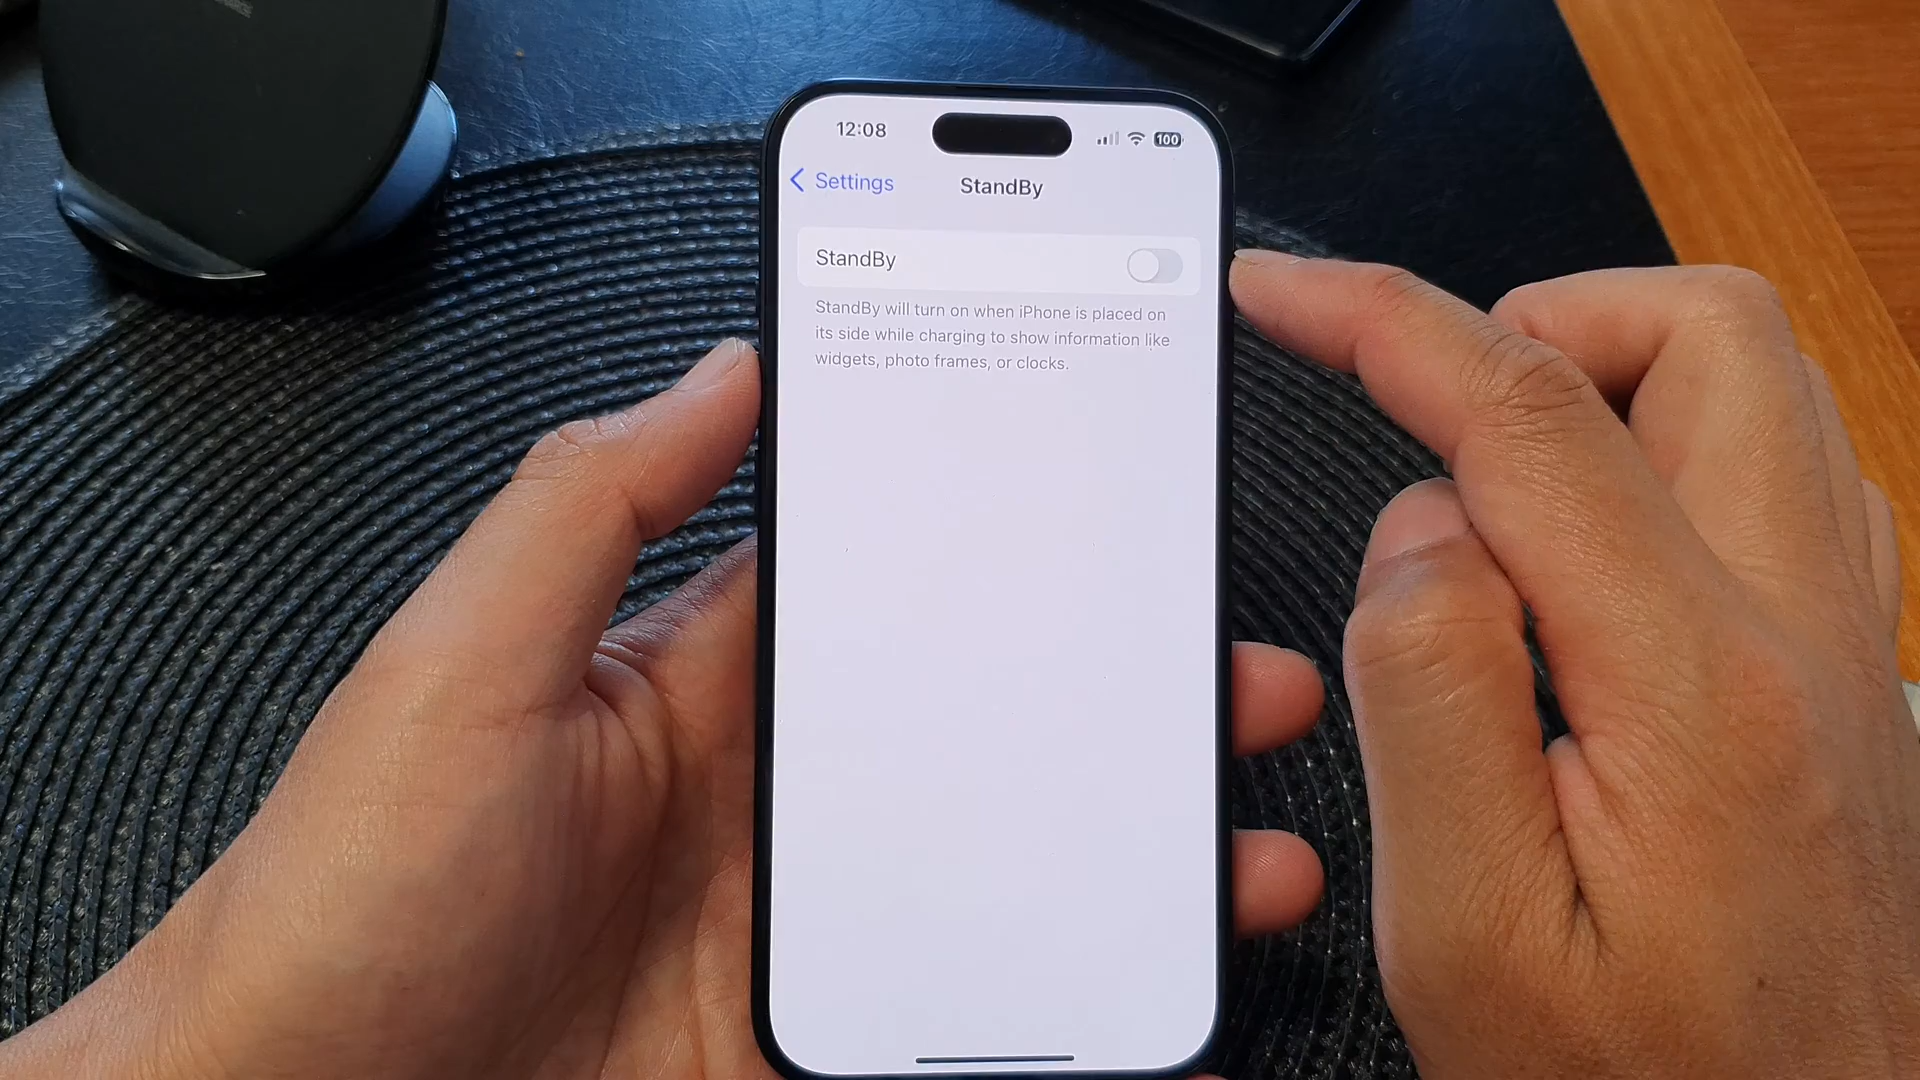 12:08
100
Settings
StandBy
StandBy
StandBy will turn on when iPhone is placed on
its side while charging to show information like
widgets, photo frames, or clocks.